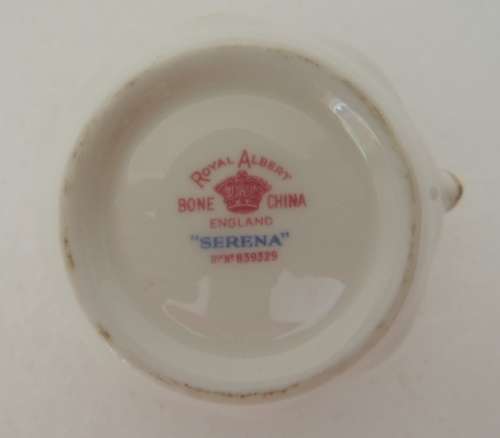 ROYAL ALBERT
BONE CHINA
ENGLAND
"SERENA"
Rᴰ Nº 839329